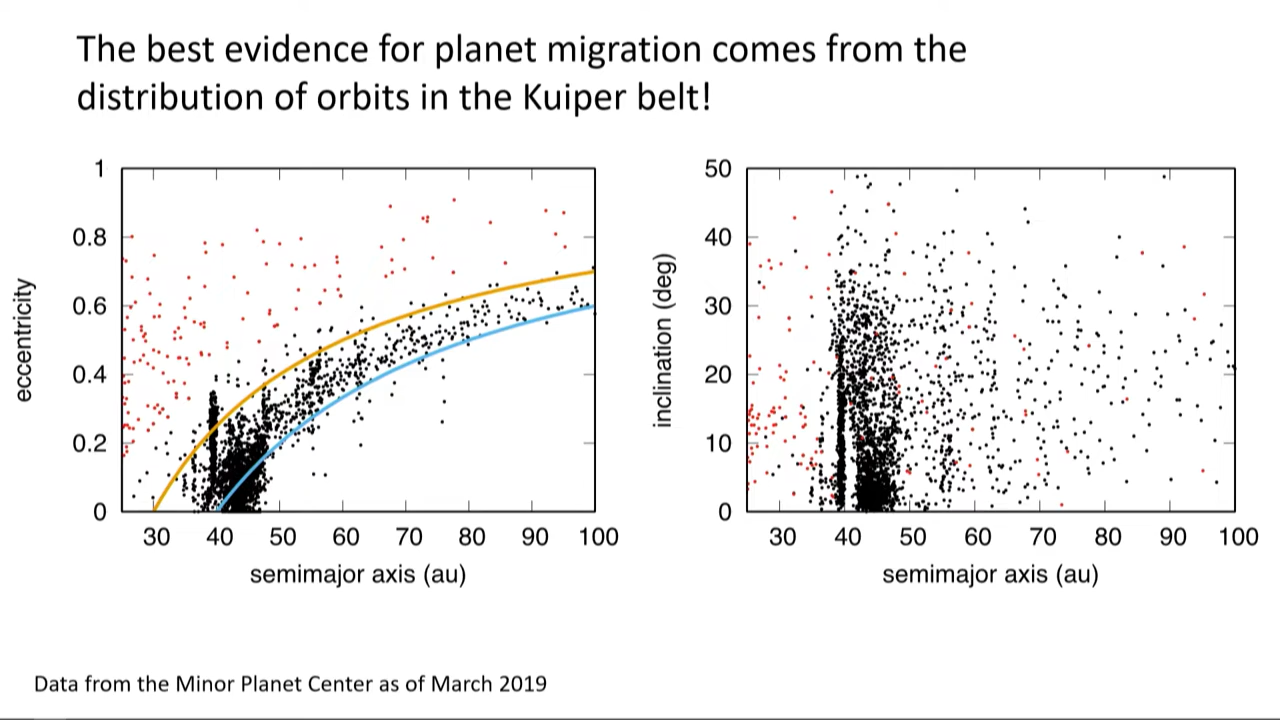 The best evidence for planet migration comes from the
distribution of orbits in the Kuiper belt!
1
0.8
0.6
0.4
0.2
0
eccentricity
30 40 50 60 70 80 90 100
semimajor axis (au)
50
40
30
20
10
0
inclination (deg)
30 40 50 60 70 80 90 100
semimajor axis (au)
Data from the Minor Planet Center as of March 2019